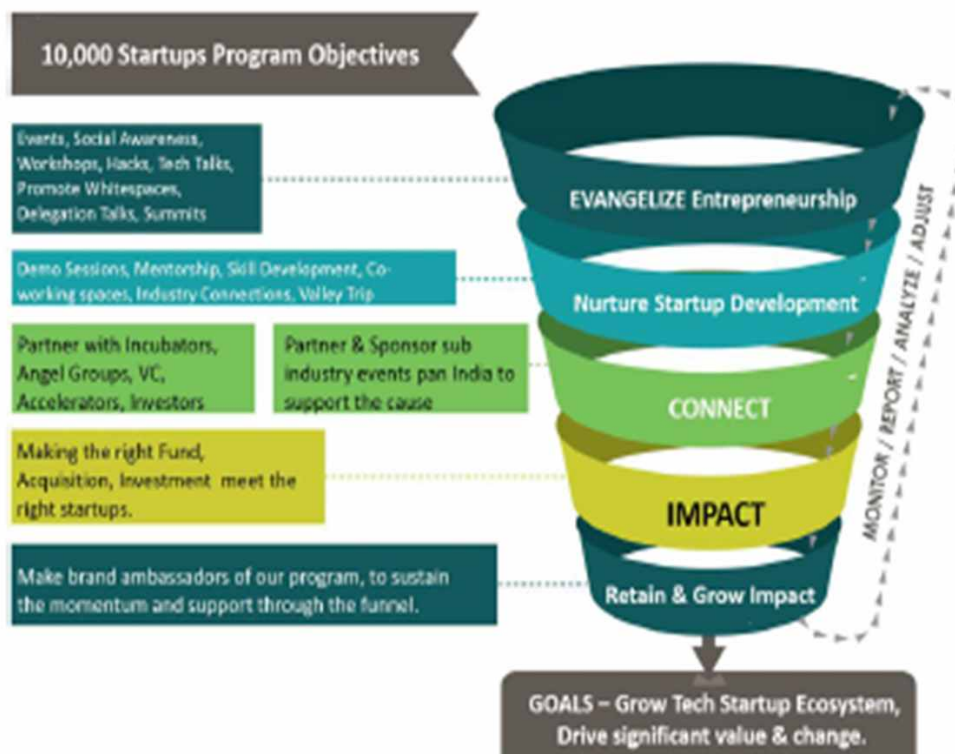 10,000 Startups Program Objectives
Events, Social Awareness,
Workshops, Hacks, Tech Talks,
Promote Whitespaces,
Delegation Talks, Summits
EVANGELIZE Entrepreneurship
Demo Sessions, Mentorship, Skill Development, Co-
working spaces, Industry Connections, Valley Trip
Nurture Startup Development
Partner with Incubators,
Angel Groups, VC,
Accelerators, Investors
Partner & Sponsor sub
industry events pan India to
support the cause
CONNECT
Making the right Fund,
Acquisition, Investment meet the
right startups.
IMPACT
Make brand ambassadors of our program, to sustain
the momentum and support through the funnel.
Retain & Grow Impact
MONITOR / REPORT / ANALYZE / ADJUST
GOALS – Grow Tech Startup Ecosystem,
Drive significant value & change.